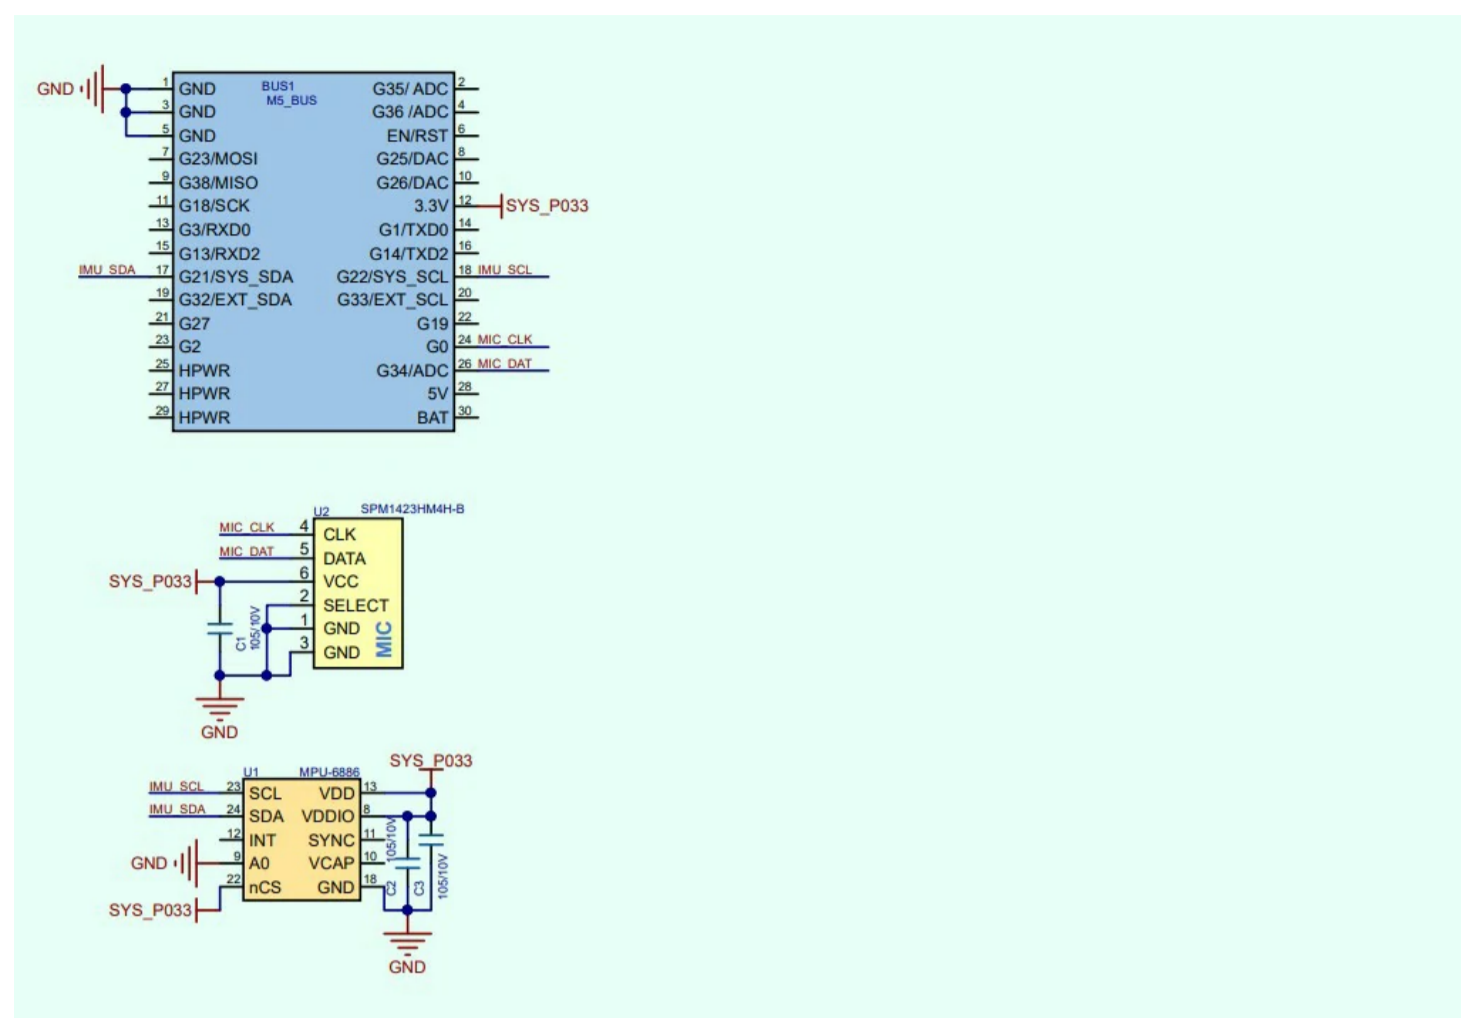 BUS1
M5_BUS
GND
1 GND
3 GND
5 GND
7 G23/MOSI
9 G38/MISO
11 G18/SCK
13 G3/RXD0
15 G13/RXD2
IMU_SDA 17 G21/SYS_SDA
19 G32/EXT_SDA
21 G27
23 G2
25 HPWR
27 HPWR
29 HPWR
G35/ ADC 2
G36 /ADC 4
EN/RST 6
G25/DAC 8
G26/DAC 10
3.3V 12 SYS_P033
G1/TXD0 14
G14/TXD2 16
G22/SYS_SCL 18 IMU_SCL
G33/EXT_SCL 20
G19 22
G0 24 MIC_CLK
G34/ADC 26 MIC_DAT
5V 28
BAT 30
U2 SPM1423HM4H-B
MIC_CLK 4 CLK
MIC_DAT 5 DATA
SYS_P033 6 VCC
2 SELECT
1 GND
3 GND
MIC
C1
105/10V
GND
SYS_P033
U1 MPU-6886
IMU_SCL 23 SCL
IMU_SDA 24 SDA
12 INT
GND 9 A0
22 nCS
SYS_P033
VDD 13
VDDIO 8
SYNC 11
VCAP 10
GND 18
105/10V
C2
C3
105/10V
GND